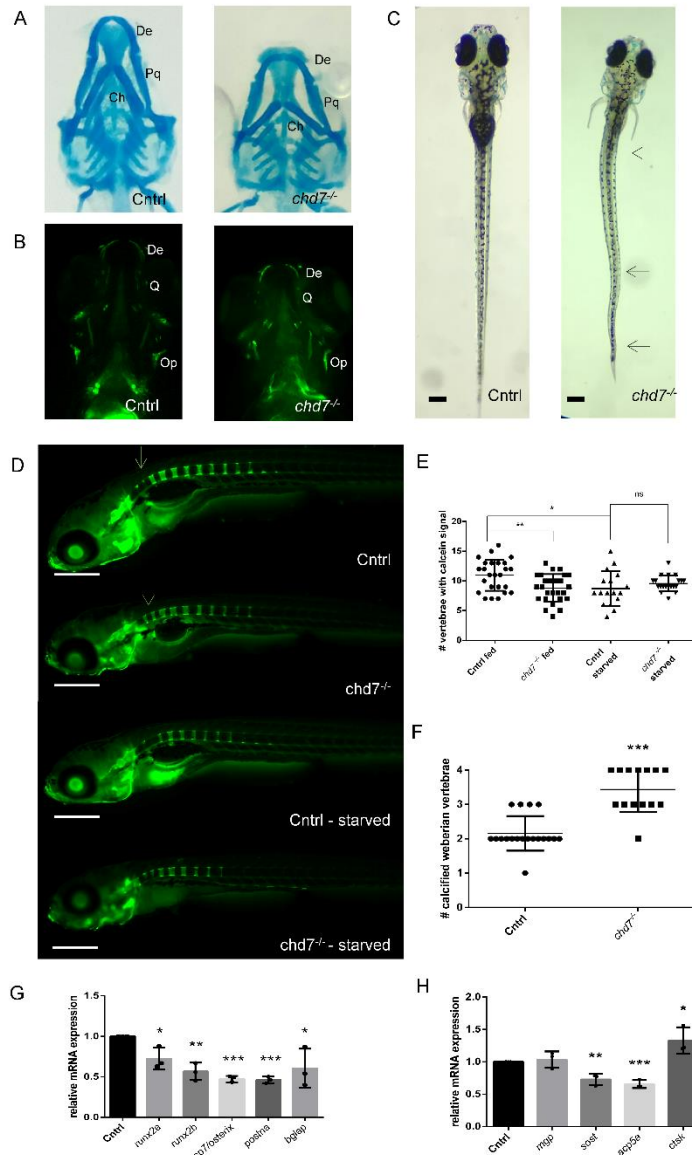 A
De
Pq
Ch
Cntrl
De
Pq
Ch
chd7-/-
B
De
Q
Op
Cntrl
De
Q
Op
chd7-/-
C
Cntrl
chd7-/-
D
Cntrl
chd7-/-
Cntrl - starved
chd7-/- - starved
E
# vertebrae with calcein signal
20
15
10
5
0
*
**
ns
Cntrl fed
chd7-/- fed
Cntrl starved
chd7-/- starved
F
# calcified weberian vertebrae
4
3
2
1
0
***
Cntrl
chd7-/-
G
relative mRNA expression
1.5
1.0
0.5
0.0
*
**
***
***
*
Cntrl
runx2a
runx2b
sp7/osterix
postna
bglap
H
relative mRNA expression
2.0
1.5
1.0
0.5
0.0
**
***
*
Cntrl
mgp
sost
acp5a
ctsk